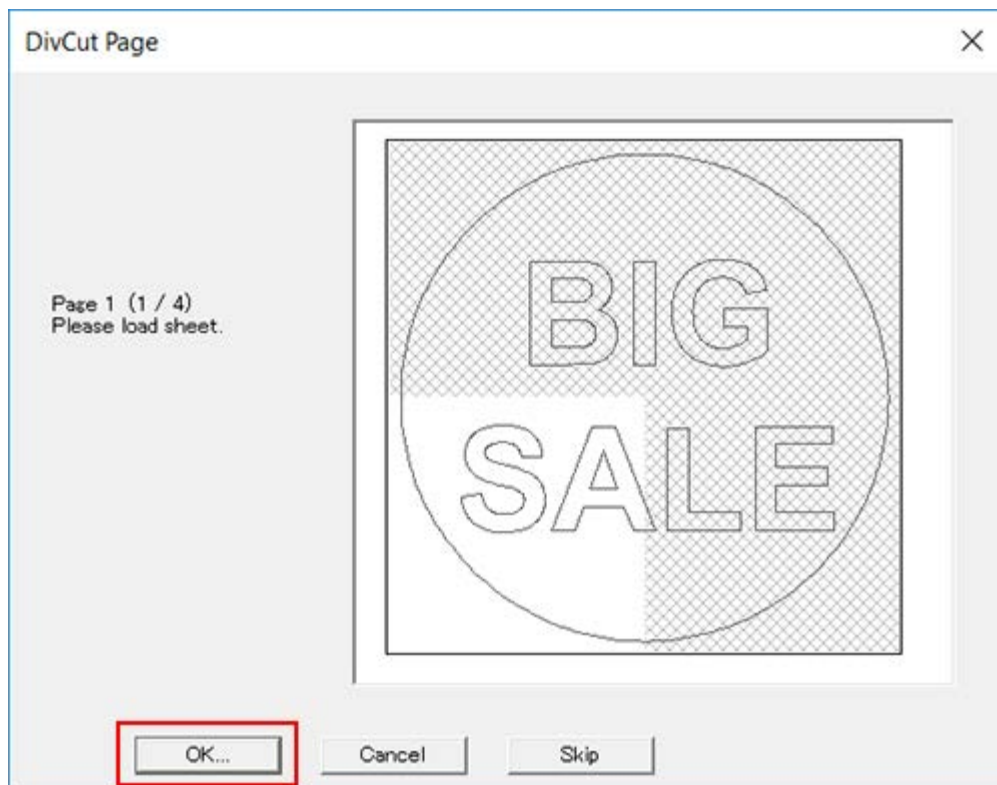 DivCut Page
Page 1 (1 / 4)
Please load sheet.
BIG
SALE
OK...
Cancel
Skip